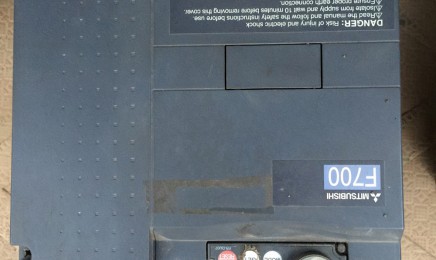 DANGER: Risk of injury and electric shock
⚠Read the manual and follow the safety instructions before use.
⚠Isolate from supply and wait 10 minutes before removing this cover.
⚠Ensure proper earth connection.
F700
MITSUBISHI